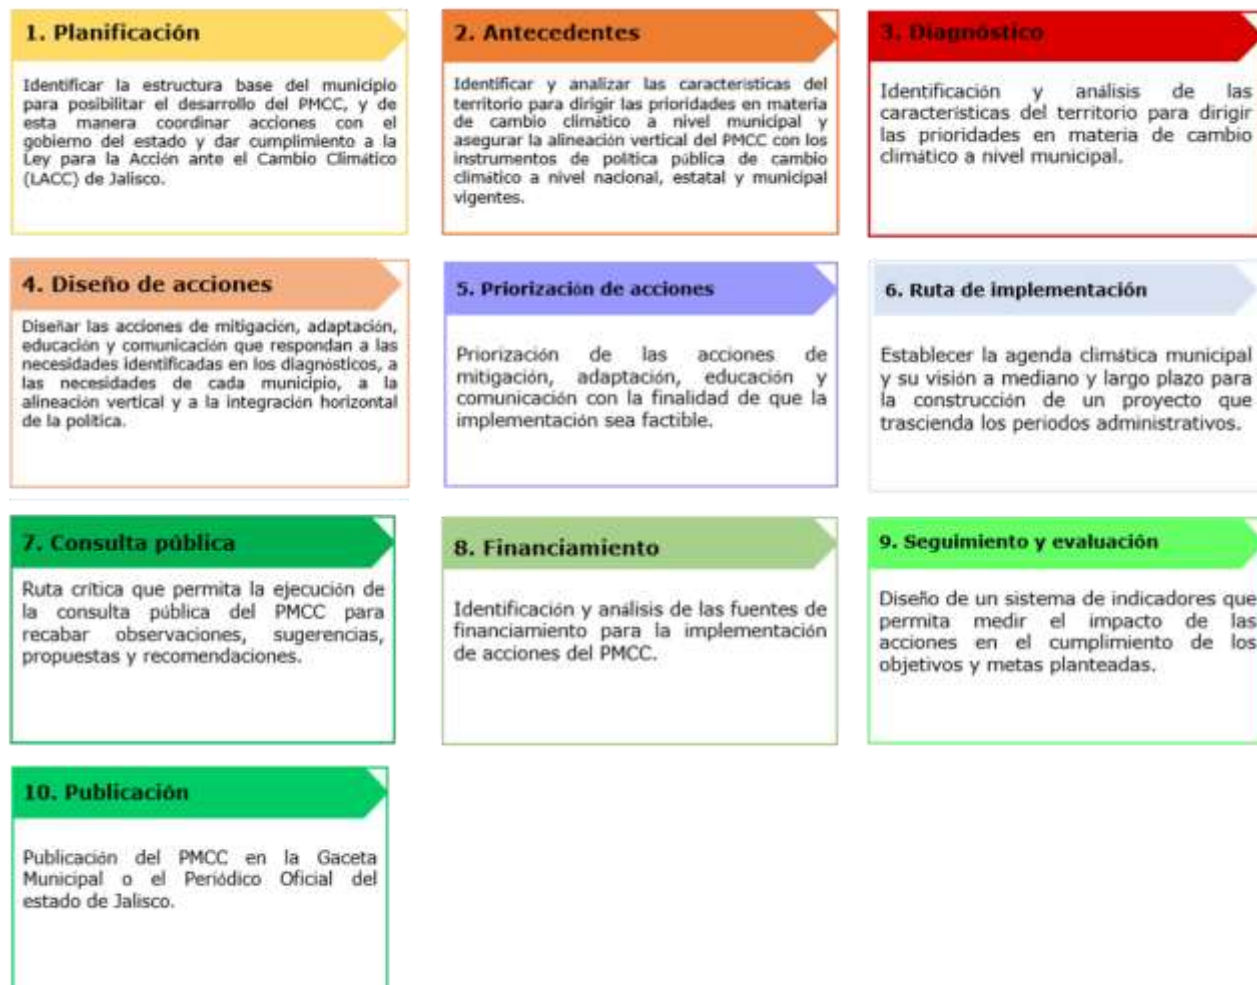 1. Planificación
Identificar la estructura base del municipio
para posibilitar el desarrollo del PMCC, y de
esta manera coordinar acciones con el
gobierno del estado y dar cumplimiento a la
Ley para la Acción ante el Cambio Climático
(LACC) de Jalisco.
2. Antecedentes
Identificar y analizar las características del
territorio para dirigir las prioridades en materia
de cambio climático a nivel municipal y
asegurar la alineación vertical del PMCC con los
instrumentos de política pública de cambio
climático a nivel nacional, estatal y municipal
vigentes.
3. Diagnóstico
Identificación y análisis de las
características del territorio para dirigir
las prioridades en materia de cambio
climático a nivel municipal.
4. Diseño de acciones
Diseñar las acciones de mitigación, adaptación,
educación y comunicación que respondan a las
necesidades identificadas en los diagnósticos, a
las necesidades de cada municipio, a la
alineación vertical y a la integración horizontal
de la política.
5. Priorización de acciones
Priorización de las acciones de
mitigación, adaptación, educación y
comunicación con la finalidad de que la
implementación sea factible.
6. Ruta de implementación
Establecer la agenda climática municipal
y su visión a mediano y largo plazo para
la construcción de un proyecto que
trascienda los periodos administrativos.
7. Consulta pública
Ruta crítica que permita la ejecución de
la consulta pública del PMCC para
recabar observaciones, sugerencias,
propuestas y recomendaciones.
8. Financiamiento
Identificación y análisis de las fuentes de
financiamiento para la implementación
de acciones del PMCC.
9. Seguimiento y evaluación
Diseño de un sistema de indicadores que
permita medir el impacto de las
acciones en el cumplimiento de los
objetivos y metas planteadas.
10. Publicación
Publicación del PMCC en la Gaceta
Municipal o el Periódico Oficial del
estado de Jalisco.